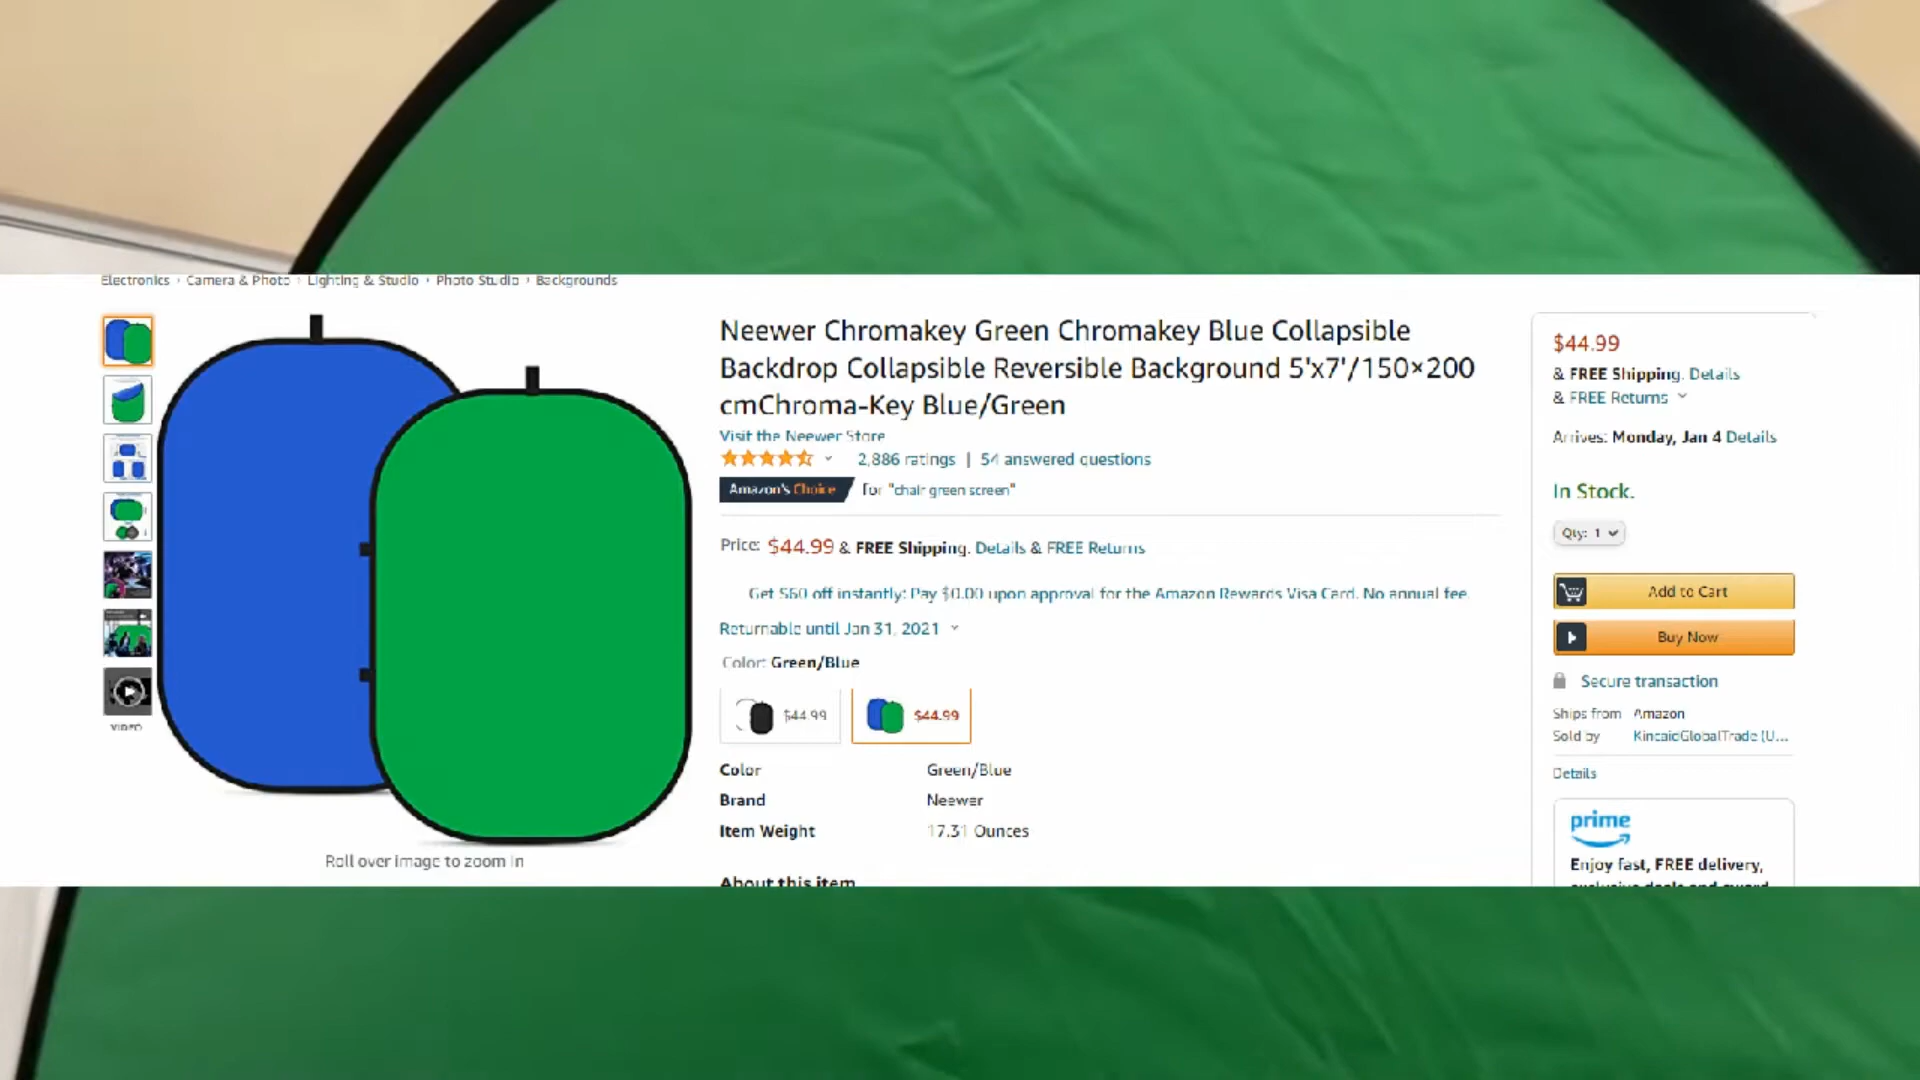 Electronics › Camera & Photo › Lighting & Studio › Photo Studio › Backgrounds
Neewer Chromakey Green Chromakey Blue Collapsible
Backdrop Collapsible Reversible Background 5'x7'/150×200
cmChroma-Key Blue/Green
Visit the Neewer Store
2,886 ratings | 54 answered questions
Amazon's Choice for "chair green screen"
Price: $44.99 & FREE Shipping. Details & FREE Returns
Get $60 off instantly: Pay $0.00 upon approval for the Amazon Rewards Visa Card. No annual fee.
Returnable until Jan 31, 2021
Color: Green/Blue
$44.99 $44.99
Color Green/Blue
Brand Neewer
Item Weight 17.31 Ounces
About this item
VIDEO
Roll over image to zoom in
$44.99
& FREE Shipping. Details
& FREE Returns
Arrives: Monday, Jan 4 Details
In Stock.
Qty: 1
Add to Cart
Buy Now
Secure transaction
Ships from Amazon
Sold by KincaidGlobalTrade (U...
Details
prime
Enjoy fast, FREE delivery,